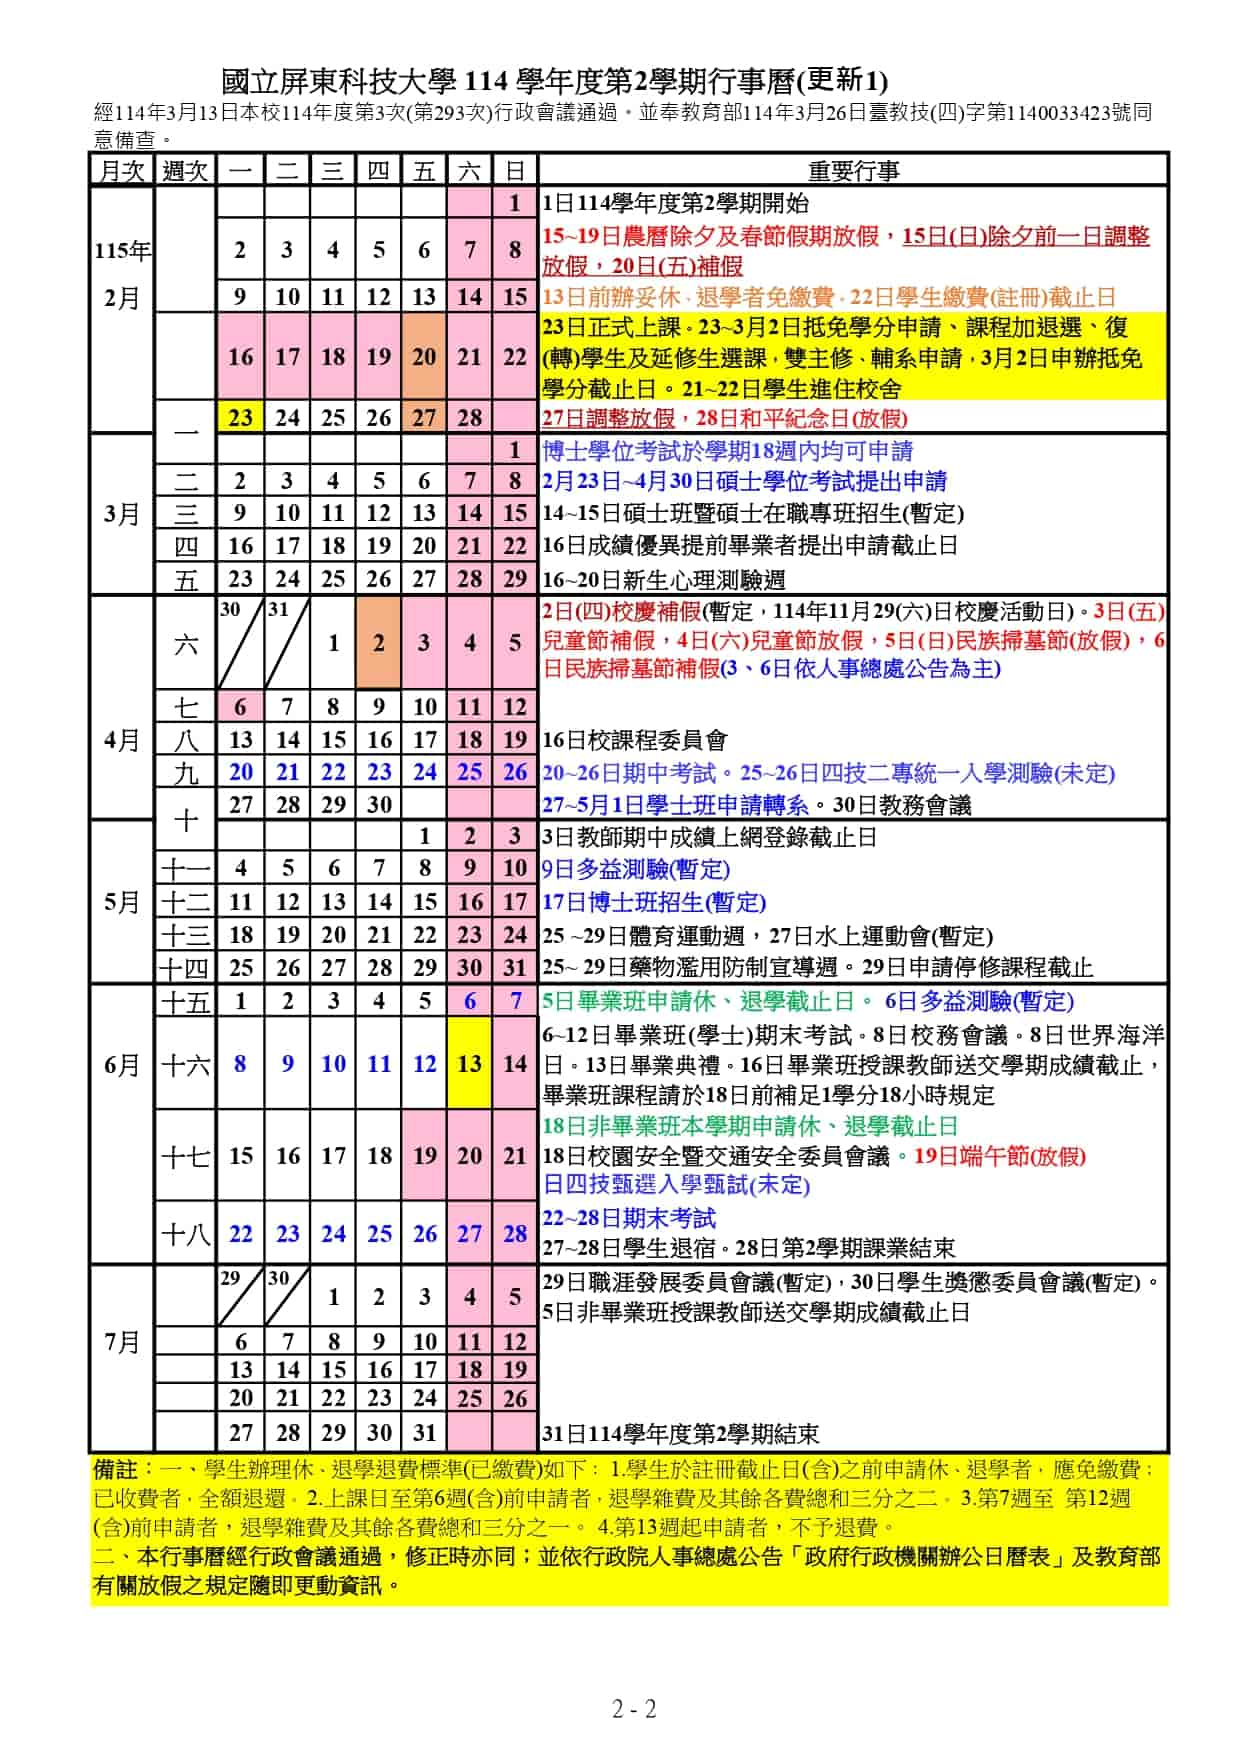 國立屏東科技大學 114 學年度第2學期行事曆(更新1)
經114年3月13日本校114年度第3次(第293次)行政會議通過。並奉教育部114年3月26日臺教技(四)字第1140033423號同
意備查。
月次 週次 一 二 三 四 五 六 日 重要行事
1 1日114學年度第2學期開始
115年 2 3 4 5 6 7 8 15~19日農曆除夕及春節假期放假，15日(日)除夕前一日調整
放假，20日(五)補假
2月 9 10 11 12 13 14 15 13日前辦妥休、退學者免繳費。22日學生繳費(註冊)截止日
23日正式上課。23~3月2日抵免學分申請、課程加退選、復
16 17 18 19 20 21 22 (轉)學生及延修生選課，雙主修、輔系申請，3月2日申辦抵免
學分截止日。21~22日學生進住校舍
一 23 24 25 26 27 28 27日調整放假，28日和平紀念日(放假)
1 博士學位考試於學期18週內均可申請
二 2 3 4 5 6 7 8 2月23日~4月30日碩士學位考試提出申請
3月 三 9 10 11 12 13 14 15 14~15日碩士班暨碩士在職專班招生(暫定)
四 16 17 18 19 20 21 22 16日成績優異提前畢業者提出申請截止日
五 23 24 25 26 27 28 29 16~20日新生心理測驗週
30 31 2日(四)校慶補假(暫定，114年11月29(六)日校慶活動日)。3日(五)
六 1 2 3 4 5 兒童節補假，4日(六)兒童節放假，5日(日)民族掃墓節(放假)，6
日民族掃墓節補假(3、6日依人事總處公告為主)
七 6 7 8 9 10 11 12
4月 八 13 14 15 16 17 18 19 16日校課程委員會
九 20 21 22 23 24 25 26 20~26日期中考試。25~26日四技二專統一入學測驗(未定)
十 27 28 29 30 27~5月1日學士班申請轉系。30日教務會議
1 2 3 3日教師期中成績上網登錄截止日
十一 4 5 6 7 8 9 10 9日多益測驗(暫定)
5月 十二 11 12 13 14 15 16 17 17日博士班招生(暫定)
十三 18 19 20 21 22 23 24 25 ~29日體育運動週，27日水上運動會(暫定)
十四 25 26 27 28 29 30 31 25~ 29日藥物濫用防制宣導週。29日申請停修課程截止
十五 1 2 3 4 5 6 7 5日畢業班申請休、退學截止日。 6日多益測驗(暫定)
6~12日畢業班(學士)期末考試。8日校務會議。8日世界海洋
6月 十六 8 9 10 11 12 13 14 日。13日畢業典禮。16日畢業班授課教師送交學期成績截止，
畢業班課程請於18日前補足1學分18小時規定
18日非畢業班本學期申請休、退學截止日
十七 15 16 17 18 19 20 21 18日校園安全暨交通安全委員會議。19日端午節(放假)
日四技甄選入學甄試(未定)
十八 22 23 24 25 26 27 28 22~28日期末考試
27~28日學生退宿。28日第2學期課業結束
29 30 1 2 3 4 5 29日職涯發展委員會議(暫定)，30日學生獎懲委員會議(暫定)。
5日非畢業班授課教師送交學期成績截止日
7月 6 7 8 9 10 11 12
13 14 15 16 17 18 19
20 21 22 23 24 25 26
27 28 29 30 31 31日114學年度第2學期結束
備註：一、學生辦理休、退學退費標準(已繳費)如下： 1.學生於註冊截止日(含)之前申請休、退學者，應免繳費；
已收費者，全額退還。 2.上課日至第6週(含)前申請者，退學雜費及其餘各費總和三分之二。 3.第7週至 第12週
(含)前申請者，退學雜費及其餘各費總和三分之一。 4.第13週起申請者，不予退費。
二、本行事曆經行政會議通過，修正時亦同；並依行政院人事總處公告「政府行政機關辦公日曆表」及教育部
有關放假之規定隨即更動資訊。
2 - 2